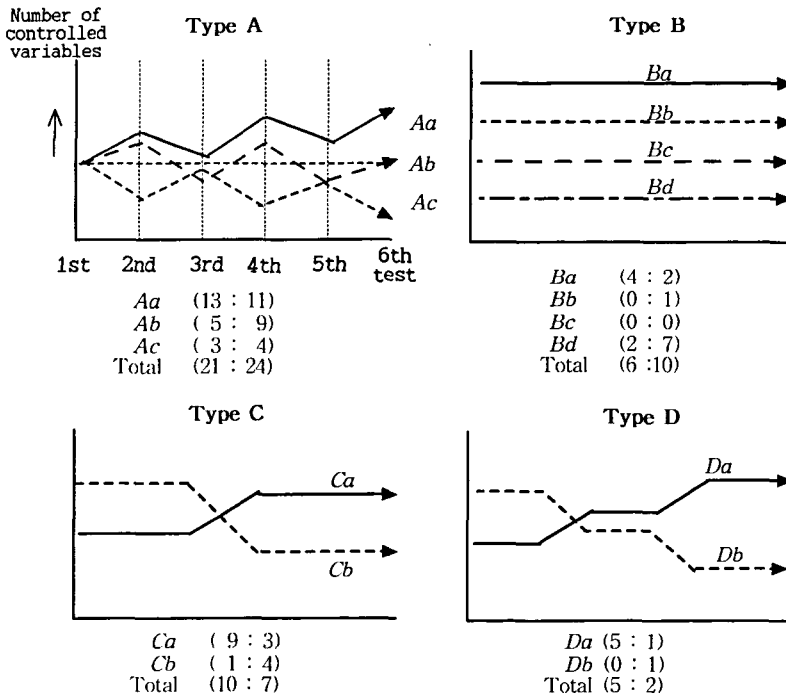 Number of
controlled
variables
Type A
Aa
Ab
Ac
1st 2nd 3rd 4th 5th 6th
test
Aa (13 : 11)
Ab ( 5 : 9)
Ac ( 3 : 4)
Total (21 : 24)
Type B
Ba
Bb
Bc
Bd
Ba (4 : 2)
Bb (0 : 1)
Bc (0 : 0)
Bd (2 : 7)
Total (6 :10)
Type C
Ca
Cb
Ca ( 9 : 3)
Cb ( 1 : 4)
Total (10 : 7)
Type D
Da
Db
Da (5 : 1)
Db (0 : 1)
Total (5 : 2)